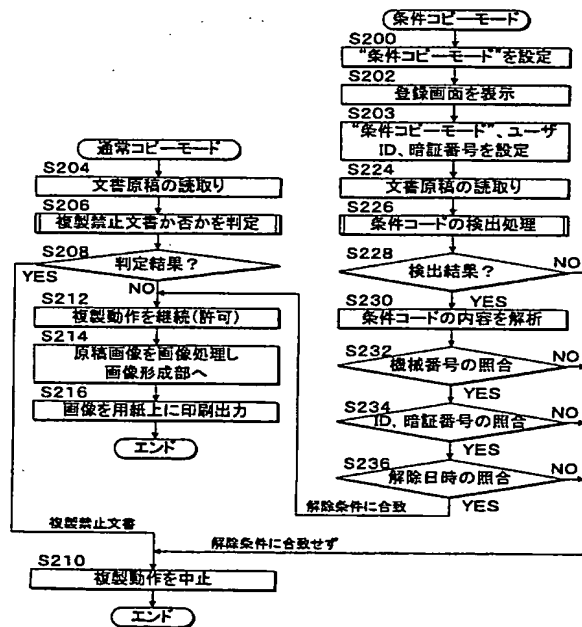 通常コピーモード
S204
文書原稿の読取り
S206
複製禁止文書か否かを判定
S208
判定結果?
YES
NO
S212
複製動作を継続(許可)
S214
原稿画像を画像処理し
画像形成部へ
S216
画像を用紙上に印刷出力
エンド
複製禁止文書
S210
複製動作を中止
エンド
条件コピーモード
S200
“条件コピーモード”を設定
S202
登録画面を表示
S203
“条件コピーモード”、ユーザ
ID、暗証番号を設定
S224
文書原稿の読取り
S226
条件コードの検出処理
S228
検出結果?
NO
YES
S230
条件コードの内容を解析
S232
機械番号の照合
NO
YES
S234
ID、暗証番号の照合
NO
YES
S236
解除日時の照合
NO
YES
解除条件に合致
解除条件に合致せず